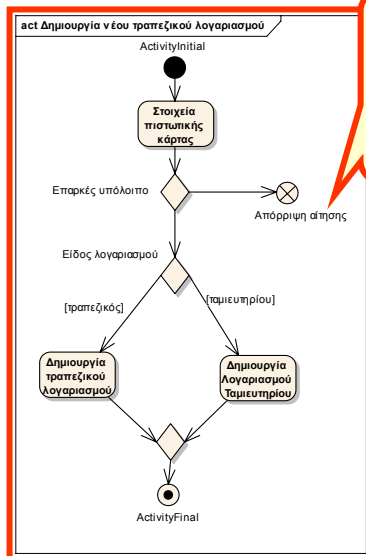 act Δημιουργία νέου τραπεζικού λογαριασμού
ActivityInitial
Στοιχεία
πιστωτικής
κάρτας
Επαρκές υπόλοιπο
Απόρριψη αίτησης
Είδος λογαριασμού
[τραπεζικός]
[ταμιευτηρίου]
Δημιουργία
τραπεζικού
λογαριασμού
Δημιουργία
Λογαριασμού
Ταμιευτηρίου
ActivityFinal